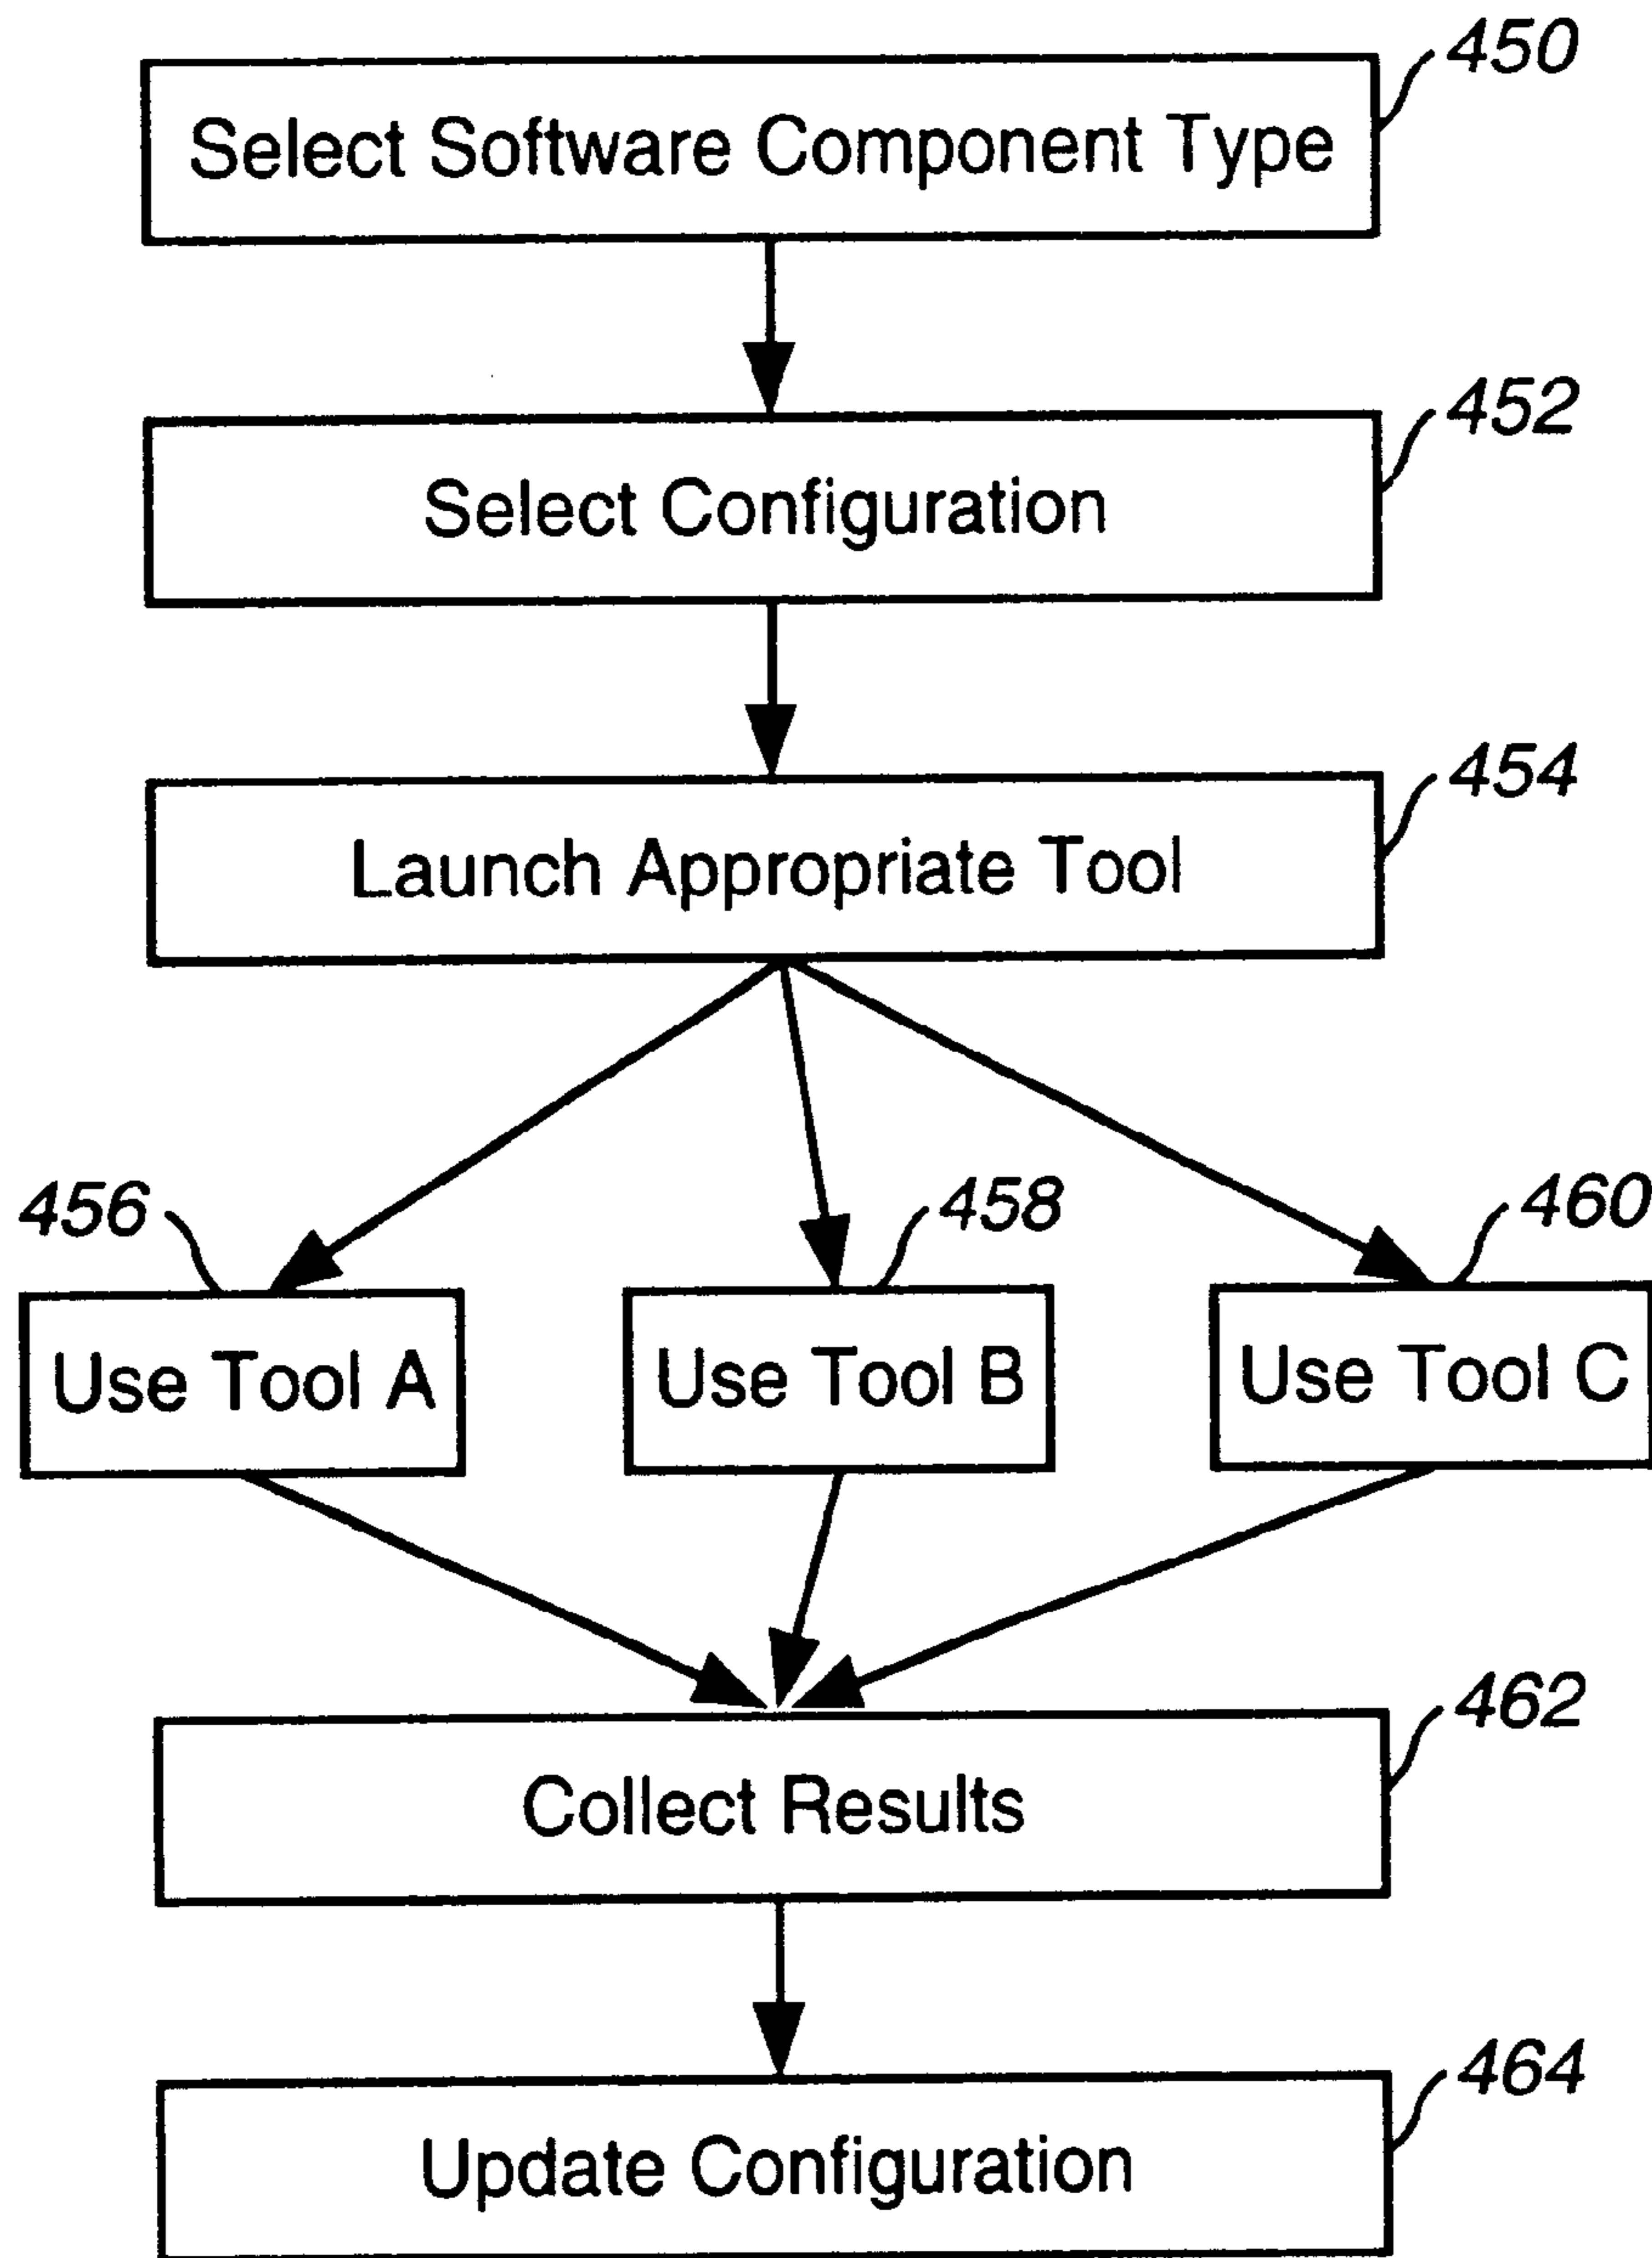 450
Select Software Component Type
452
Select Configuration
454
Launch Appropriate Tool
456
458
460
Use Tool A
Use Tool B
Use Tool C
462
Collect Results
464
Update Configuration